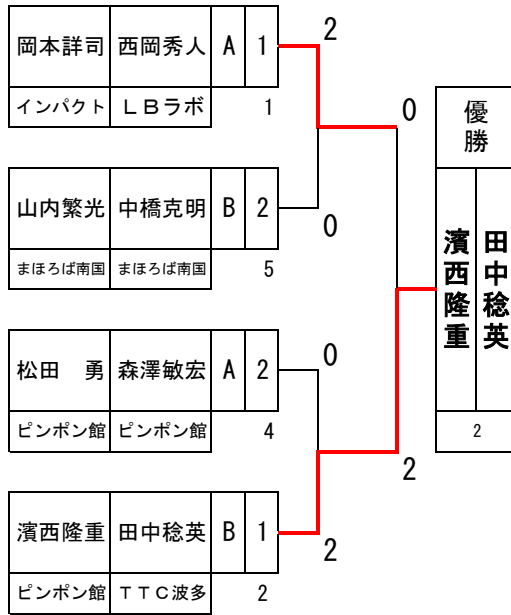 岡本詳司 西岡秀人 A 1
インパクト LBラボ 1
2
山内繁光 中橋克明 B 2
まほろば南国 まほろば南国 5
0
松田 勇 森澤敏宏 A 2
ピンポン館 ピンポン館 4
0
濱西隆重 田中稔英 B 1
ピンポン館 TTC波多 2
2
0
2
優勝
濱西隆重
田中稔英
2